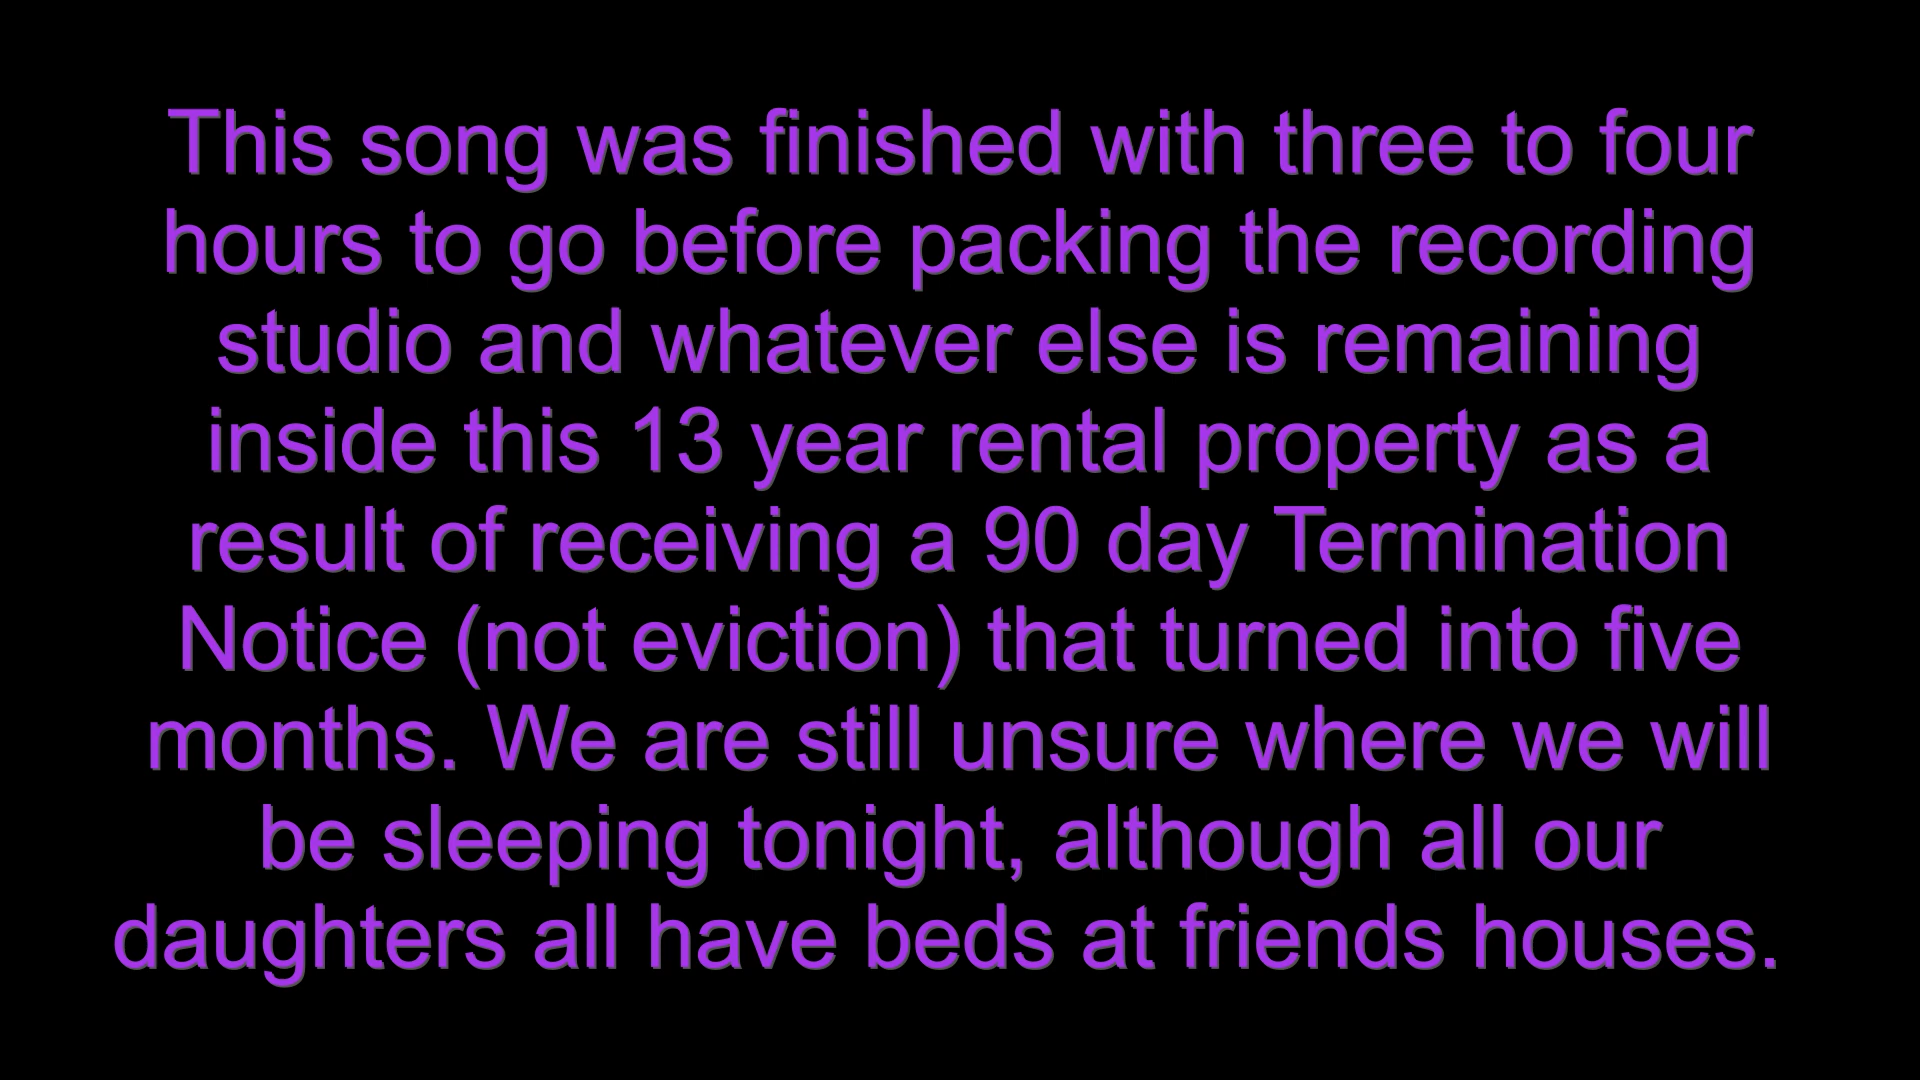 This song was finished with three to four
hours to go before packing the recording
studio and whatever else is remaining
inside this 13 year rental property as a
result of receiving a 90 day Termination
Notice (not eviction) that turned into five
months. We are still unsure where we will
be sleeping tonight, although all our
daughters all have beds at friends houses.